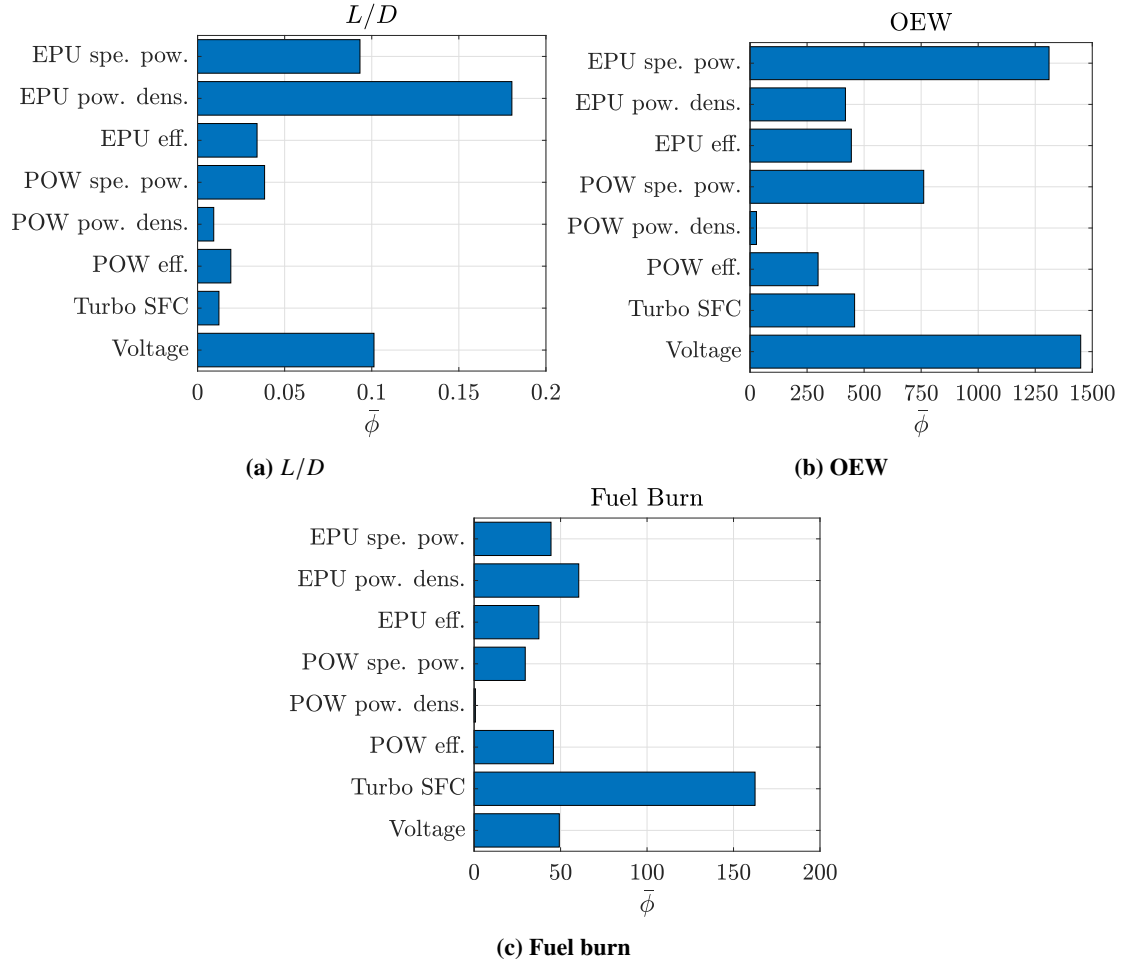 L/D
EPU spe. pow.
EPU pow. dens.
EPU eff.
POW spe. pow.
POW pow. dens.
POW eff.
Turbo SFC
Voltage
0 0.05 0.1 0.15 0.2
ϕ̄
(a) L/D
OEW
EPU spe. pow.
EPU pow. dens.
EPU eff.
POW spe. pow.
POW pow. dens.
POW eff.
Turbo SFC
Voltage
0 250 500 750 1000 1250 1500
ϕ̄
(b) OEW
Fuel Burn
EPU spe. pow.
EPU pow. dens.
EPU eff.
POW spe. pow.
POW pow. dens.
POW eff.
Turbo SFC
Voltage
0 50 100 150 200
ϕ̄
(c) Fuel burn